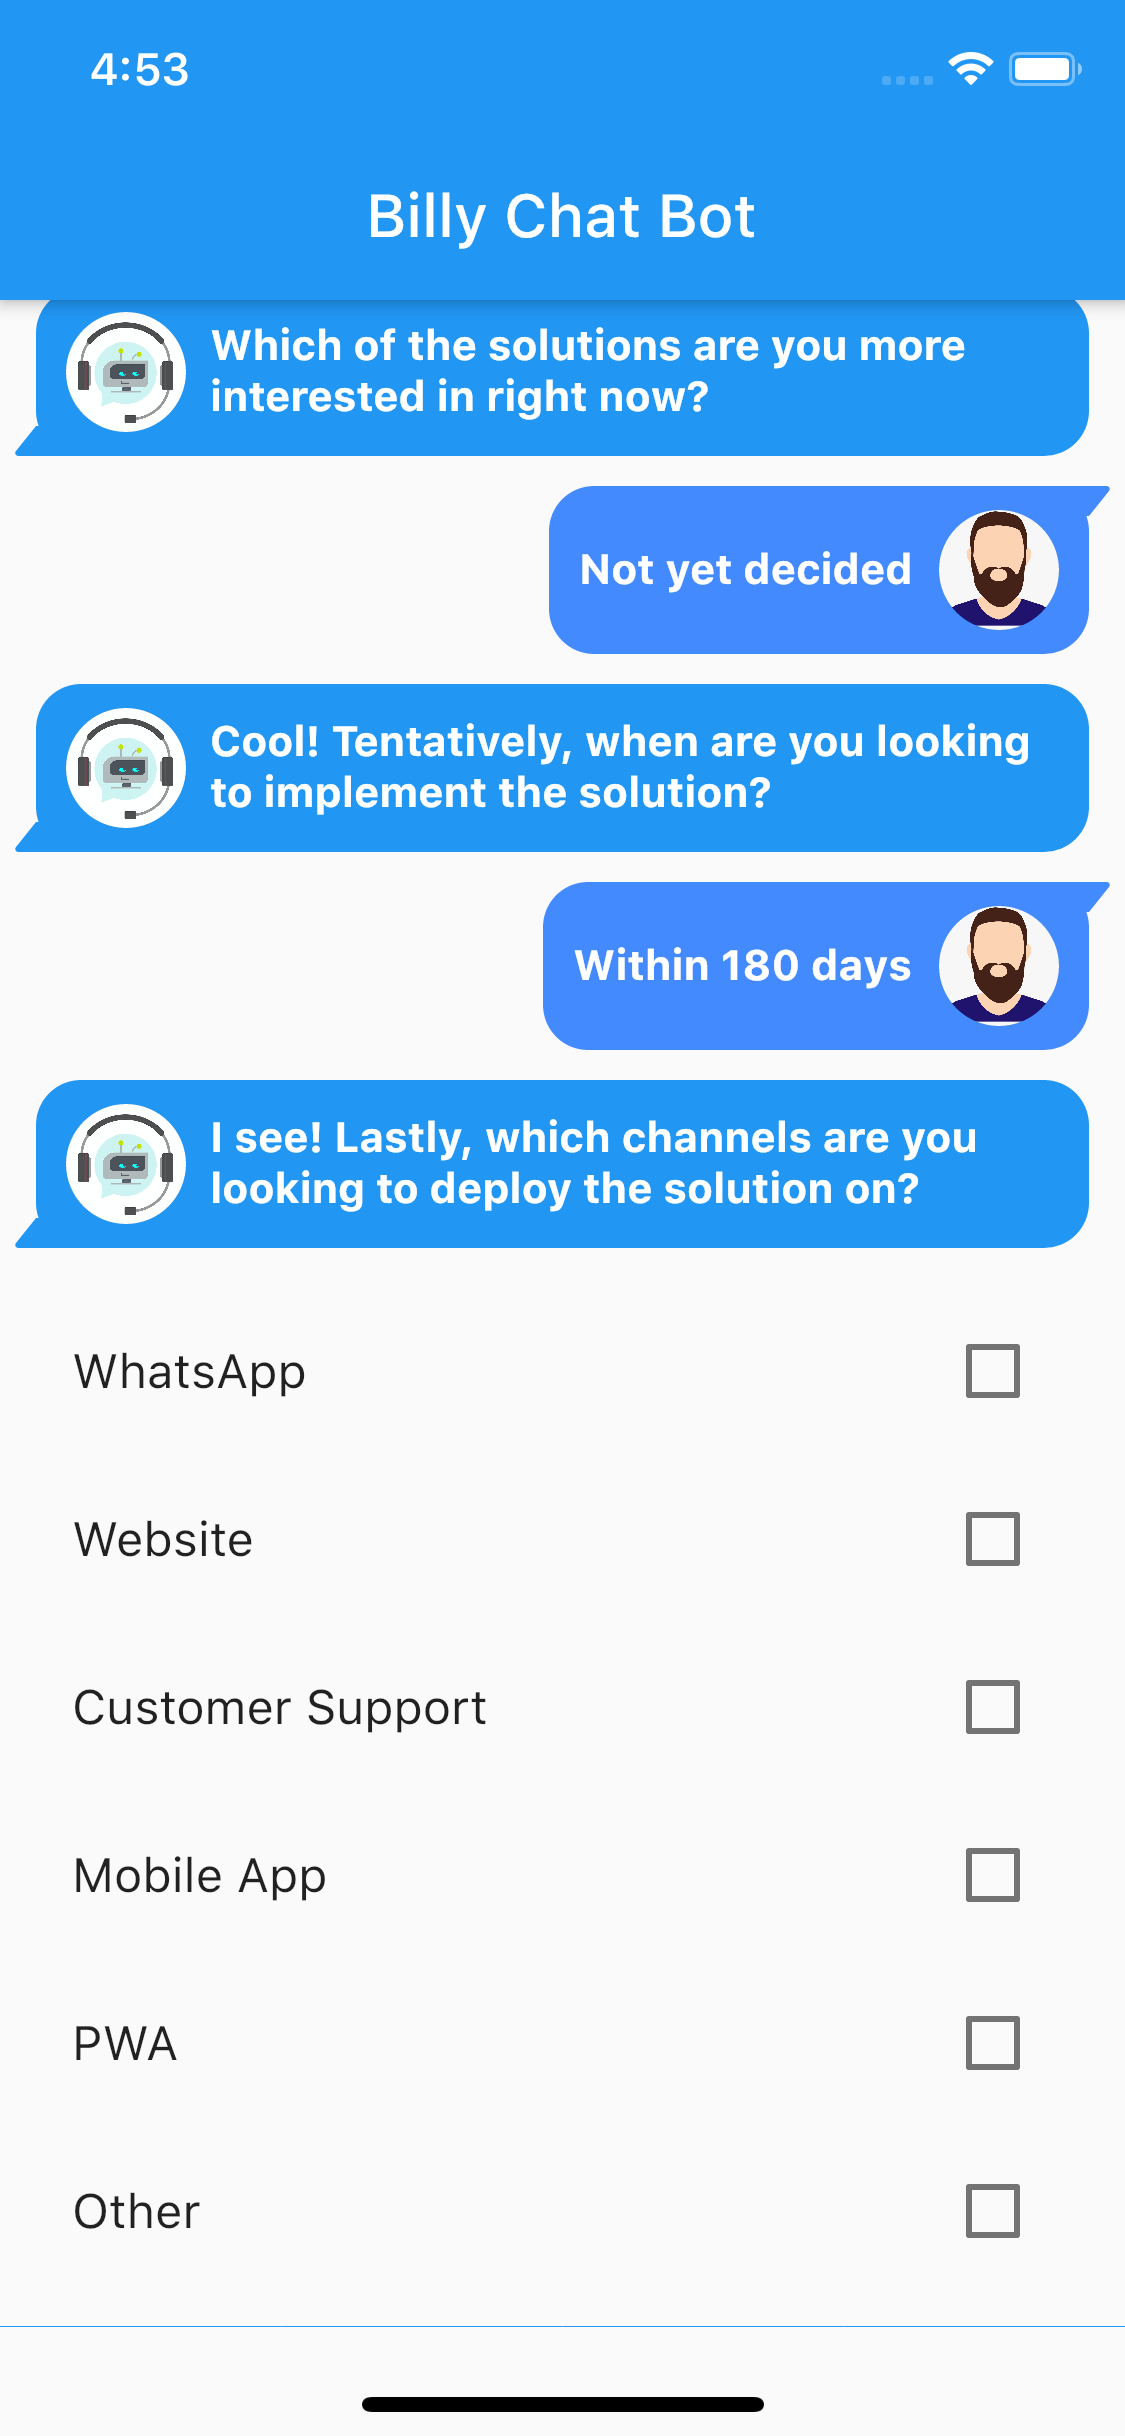 4:53
Billy Chat Bot
Which of the solutions are you more
interested in right now?
Not yet decided
Cool! Tentatively, when are you looking
to implement the solution?
Within 180 days
I see! Lastly, which channels are you
looking to deploy the solution on?
WhatsApp
Website
Customer Support
Mobile App
PWA
Other